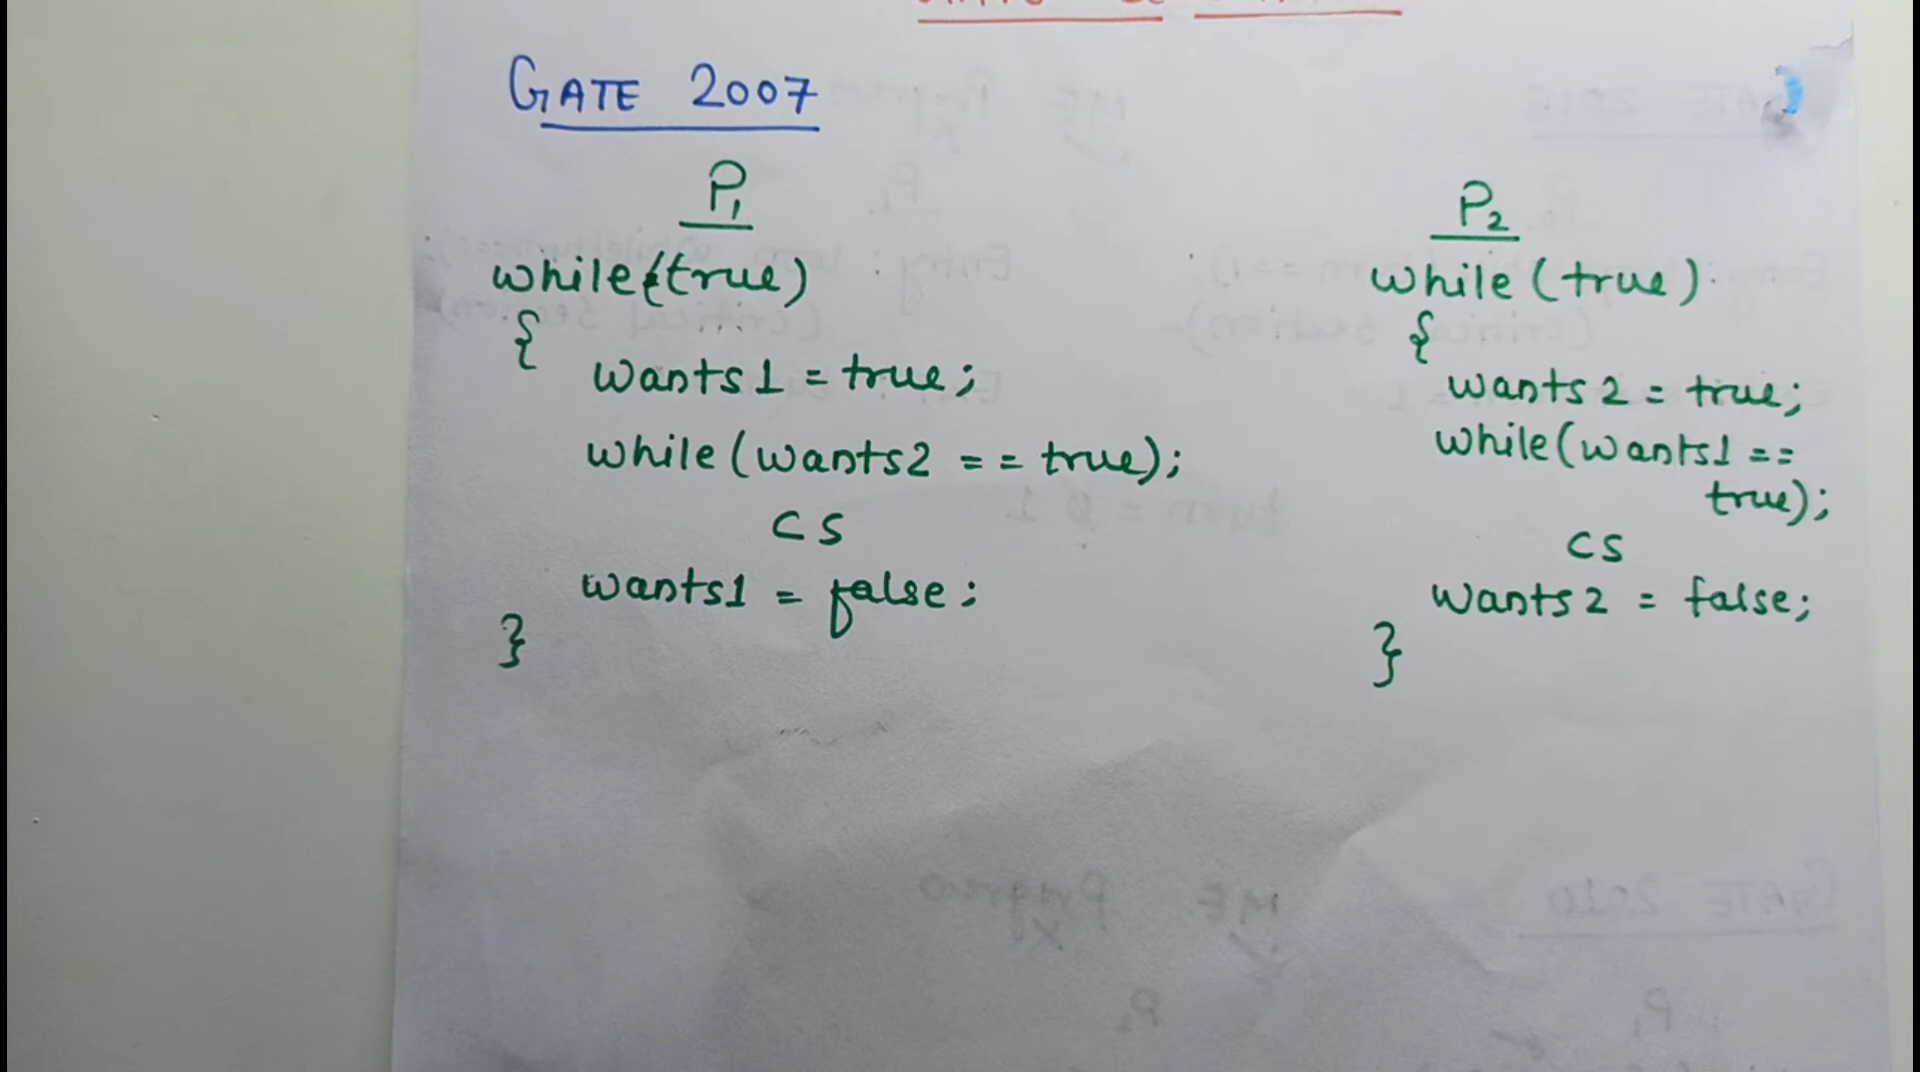 GATE 2007
P1
while(true)
{
wants1 = true;
while(wants2 == true);
CS
wants1 = false;
}
P2
while(true)
{
wants2 = true;
while(wants1 ==
true);
CS
wants2 = false;
}